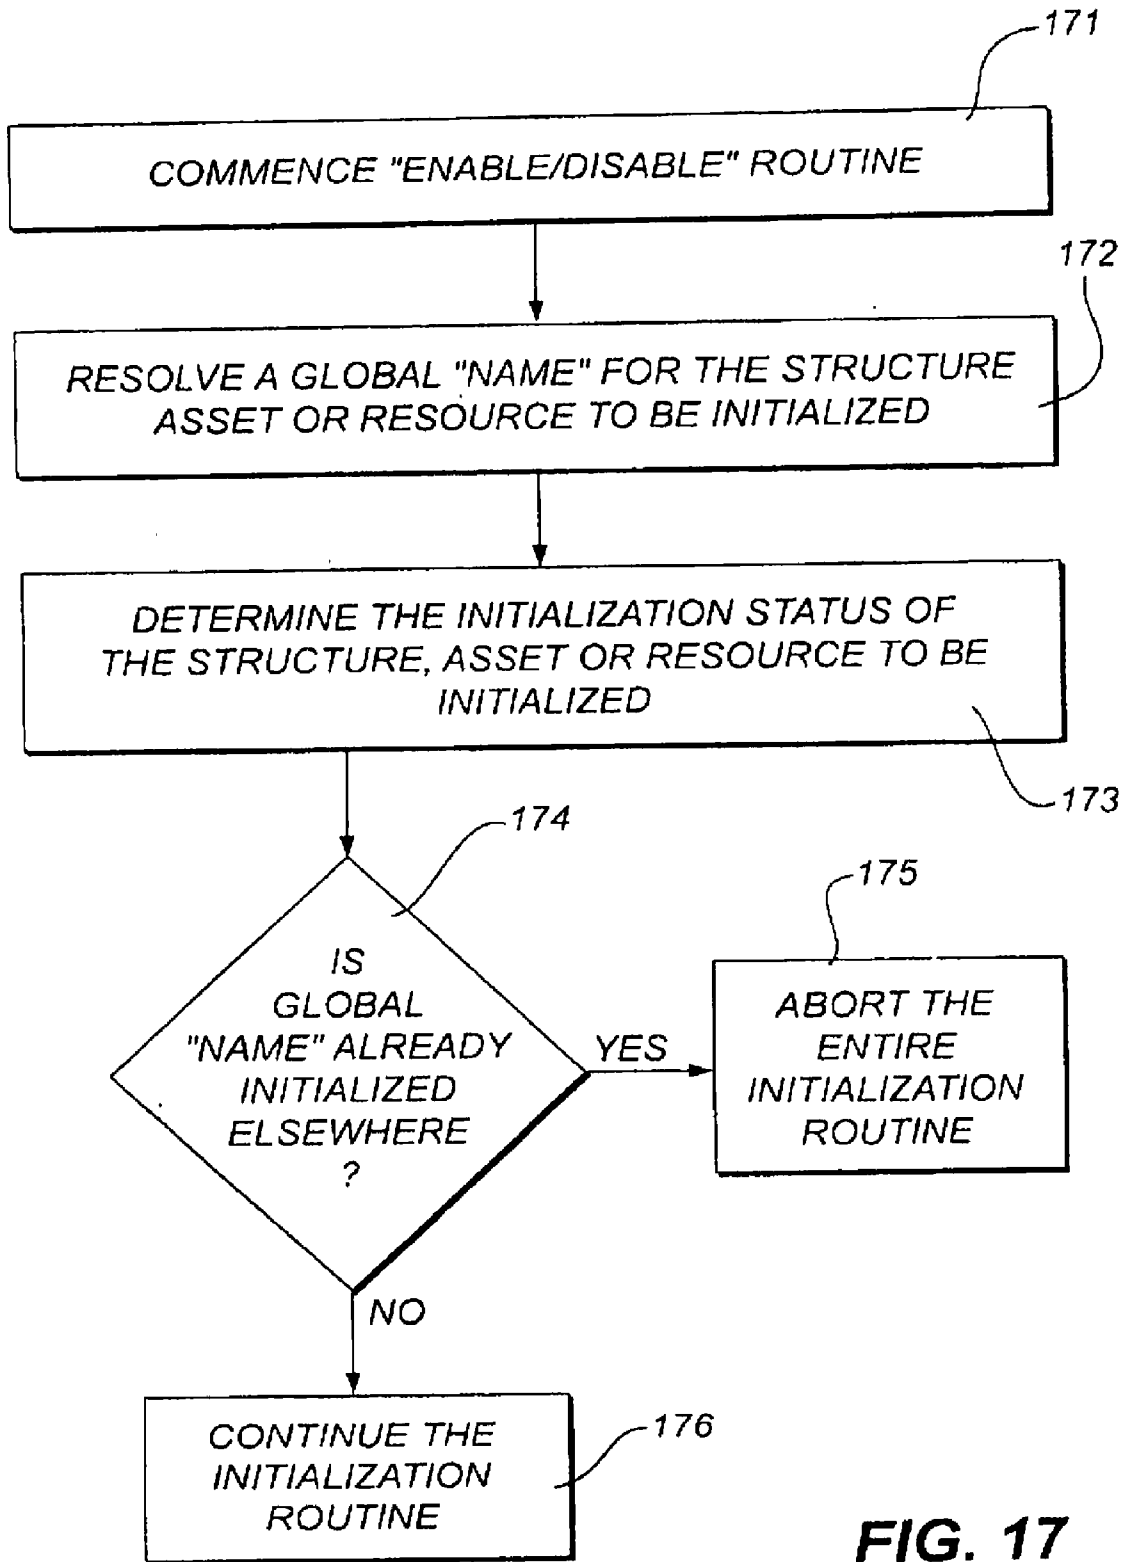 171
COMMENCE "ENABLE/DISABLE" ROUTINE
172
RESOLVE A GLOBAL "NAME" FOR THE STRUCTURE
ASSET OR RESOURCE TO BE INITIALIZED
DETERMINE THE INITIALIZATION STATUS OF
THE STRUCTURE, ASSET OR RESOURCE TO BE
INITIALIZED
173
174
IS
GLOBAL
"NAME" ALREADY
INITIALIZED
ELSEWHERE
?
YES
175
ABORT THE
ENTIRE
INITIALIZATION
ROUTINE
NO
CONTINUE THE
INITIALIZATION
ROUTINE
176
FIG. 17